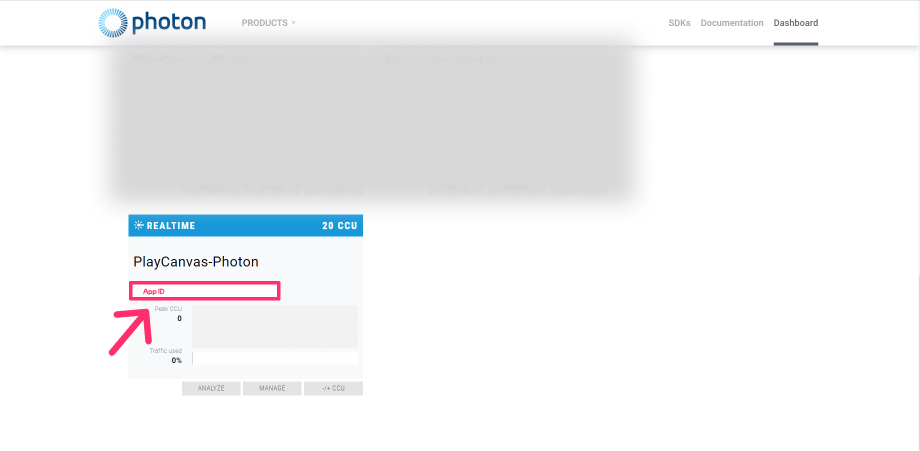 photon
PRODUCTS
SDKs Documentation Dashboard
REALTIME 20 CCU
PlayCanvas-Photon
App ID
Peak CCU
0
Traffic used
0%
ANALYZE MANAGE -/+ CCU